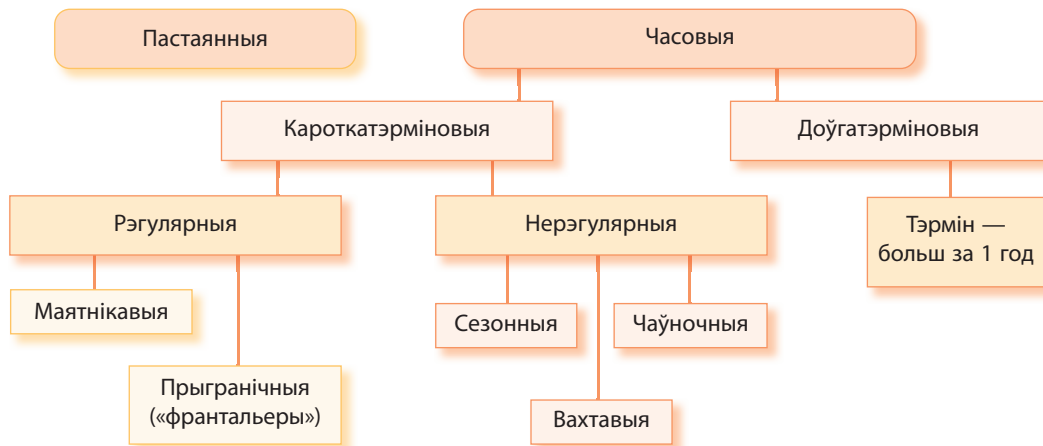 Пастаянныя
Часовыя
Кароткатэрміновыя
Доўгатэрміновыя
Рэгулярныя
Нерэгулярныя
Тэрмін —
больш за 1 год
Маятнікавыя
Сезонныя
Чаўночныя
Прыгранічныя
(«франтальеры»)
Вахтавыя